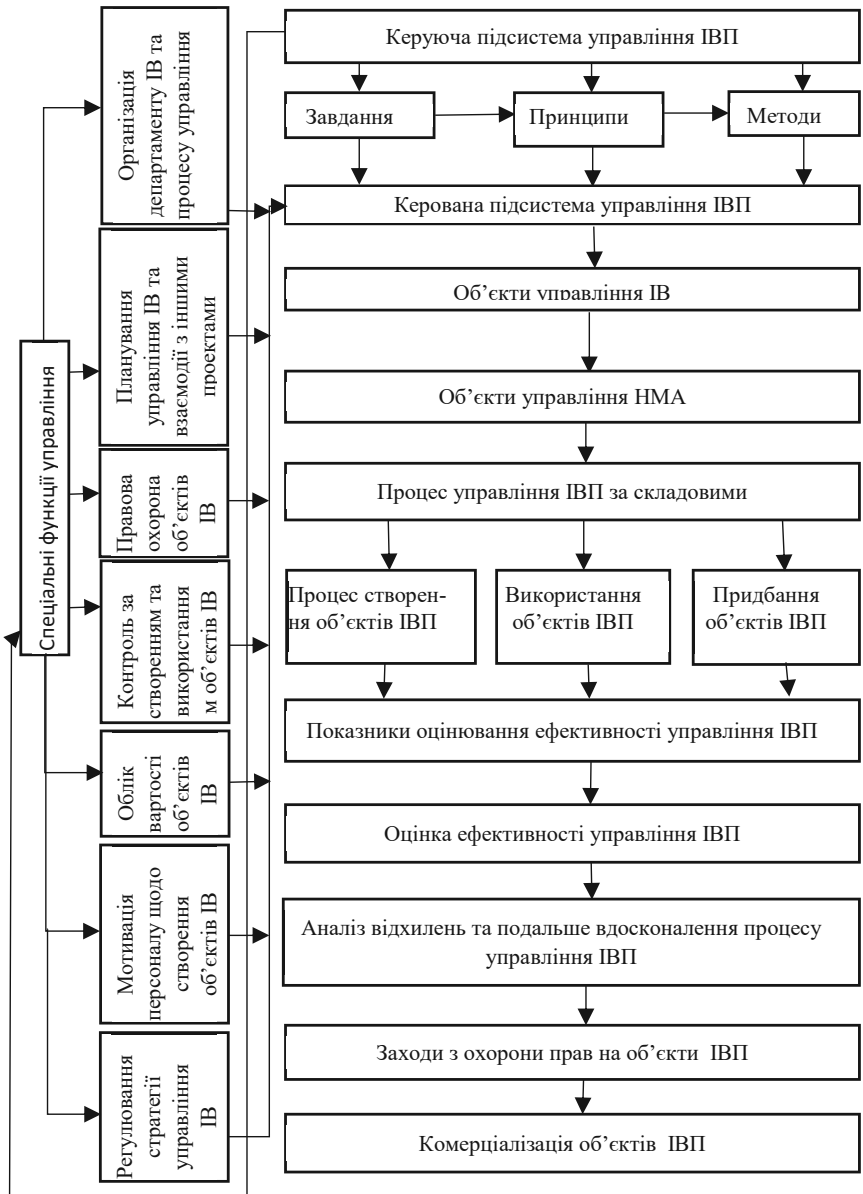 Спеціальні функції управління
Організація
департаменту ІВ та
процесу управління
Планування
управління ІВ та
взаємодії з іншими
проектами
Правова
охорона
об’єктів
ІВ
Контроль за
створенням та
використання
м об’єктів ІВ
Облік
вартості
об’єктів
ІВ
Мотивація
персоналу щодо
створення
об’єктів ІВ
Регулювання
стратегії
управління
ІВ
Керуюча підсистема управління ІВП
Завдання
Принципи
Методи
Керована підсистема управління ІВП
Об’єкти управління ІВ
Об’єкти управління НМА
Процес управління ІВП за складовими
Процес створен-
ня об’єктів ІВП
Використання
об’єктів ІВП
Придбання
об’єктів ІВП
Показники оцінювання ефективності управління ІВП
Оцінка ефективності управління ІВП
Аналіз відхилень та подальше вдосконалення процесу
управління ІВП
Заходи з охорони прав на об’єкти ІВП
Комерціалізація об’єктів ІВП